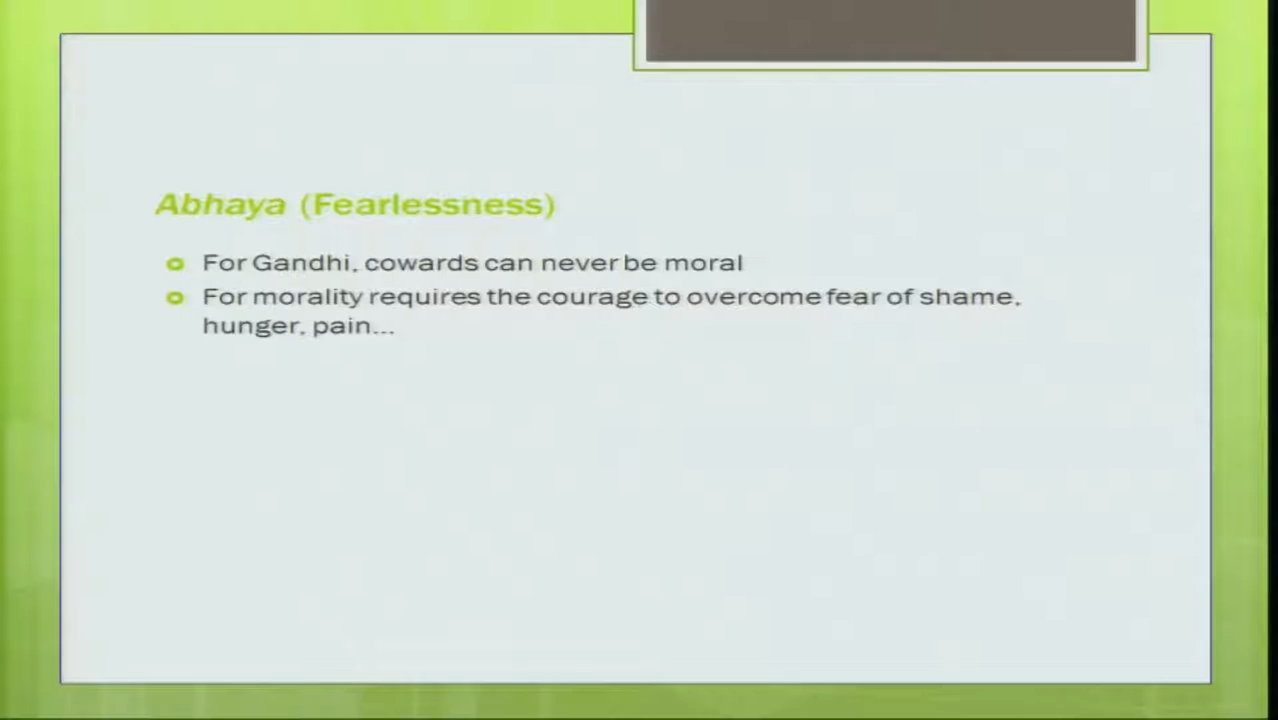 Abhaya (Fearlessness)
For Gandhi, cowards can never be moral
For morality requires the courage to overcome fear of shame,
hunger, pain...